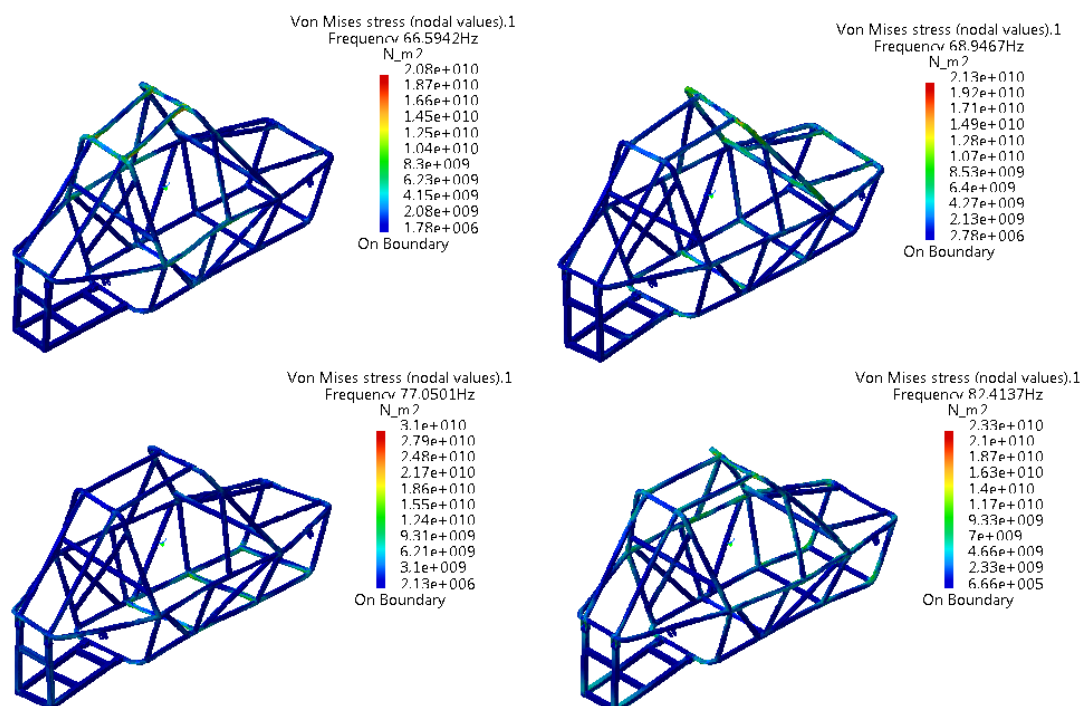 Von Mises stress (nodal values).1
Frequency 66.5942Hz
N_m2
2.08e+010
1.87e+010
1.66e+010
1.45e+010
1.25e+010
1.04e+010
8.3e+009
6.23e+009
4.15e+009
2.08e+009
1.78e+006
On Boundary
Von Mises stress (nodal values).1
Frequency 68.9467Hz
N_m2
2.13e+010
1.92e+010
1.71e+010
1.49e+010
1.28e+010
1.07e+010
8.53e+009
6.4e+009
4.27e+009
2.13e+009
2.78e+006
On Boundary
Von Mises stress (nodal values).1
Frequency 77.0501Hz
N_m2
3.1e+010
2.79e+010
2.48e+010
2.17e+010
1.86e+010
1.55e+010
1.24e+010
9.31e+009
6.21e+009
3.1e+009
2.13e+006
On Boundary
Von Mises stress (nodal values).1
Frequency 82.4137Hz
N_m2
2.33e+010
2.1e+010
1.87e+010
1.63e+010
1.4e+010
1.17e+010
9.33e+009
7e+009
4.66e+009
2.33e+009
6.66e+005
On Boundary